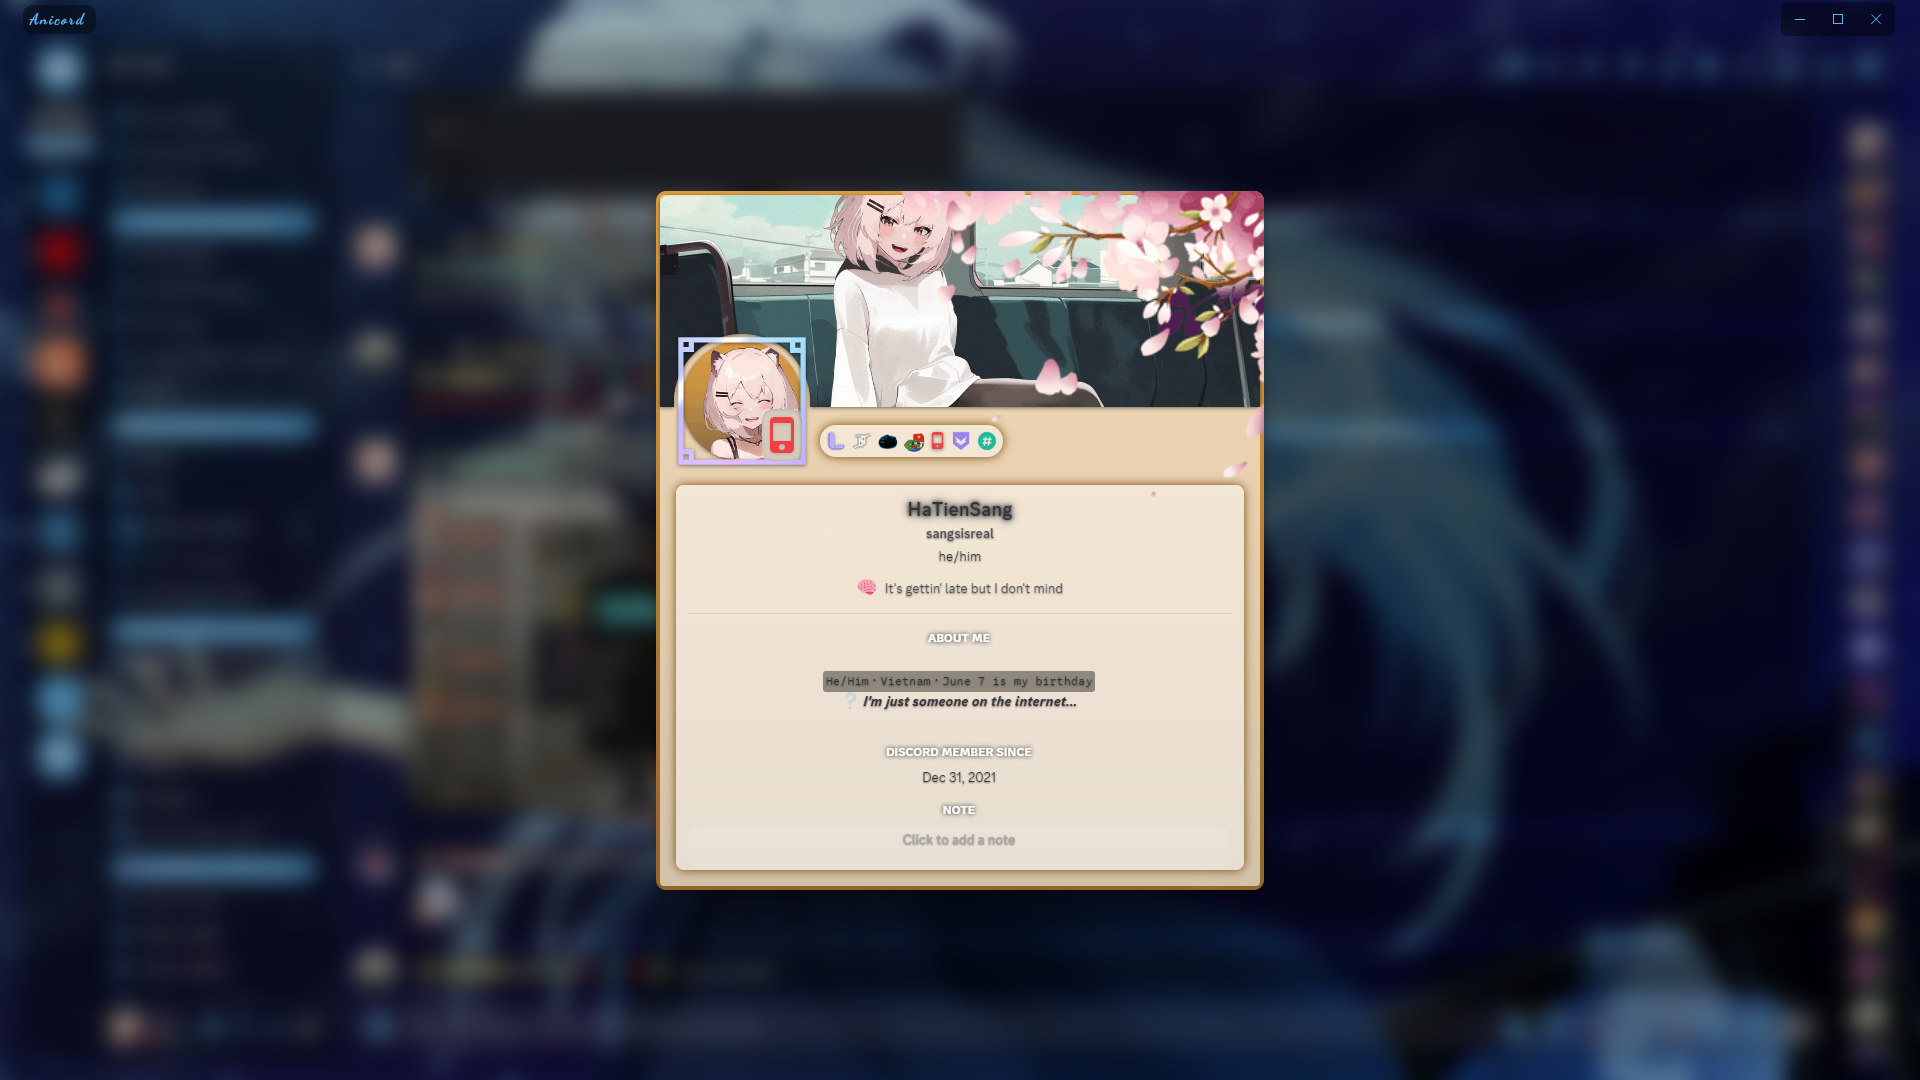 Anicord
HaTienSang
sangsisreal
he/him
It's gettin' late but I don't mind
ABOUT ME
He/Him • Vietnam • June 7 is my birthday
❔ I'm just someone on the internet...
DISCORD MEMBER SINCE
Dec 31, 2021
NOTE
Click to add a note